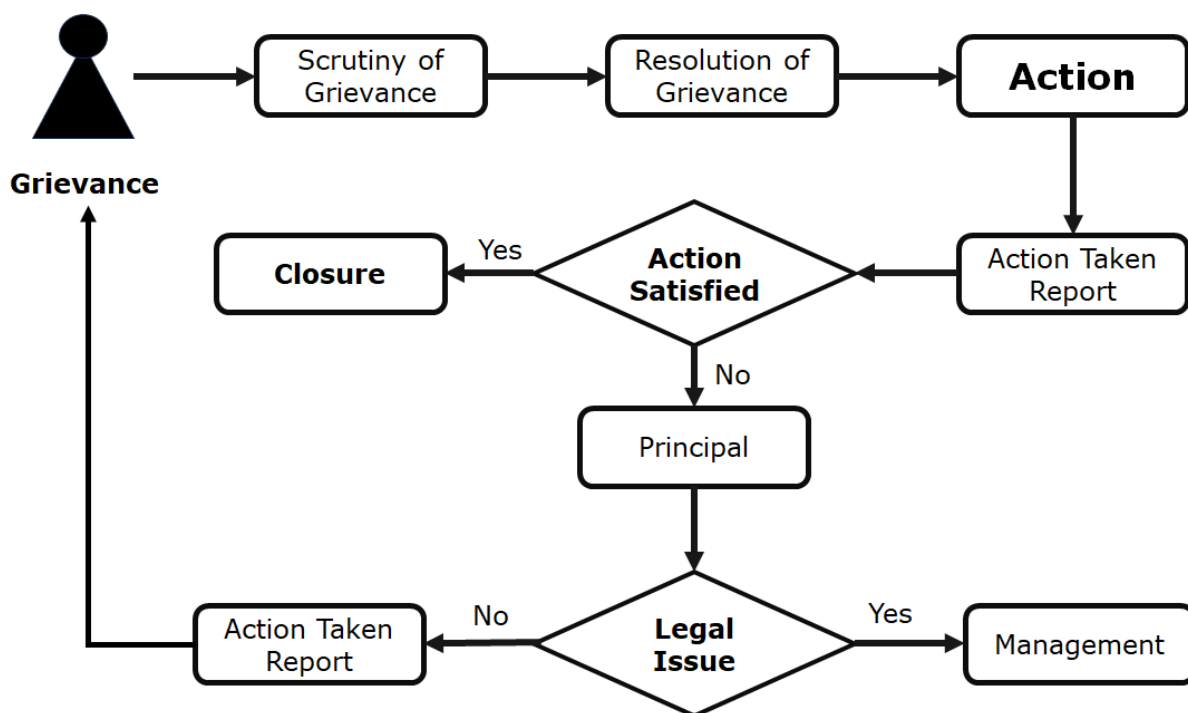 Scrutiny of
Grievance
Resolution of
Grievance
Action
Grievance
Closure
Yes
Action
Satisfied
Action Taken
Report
No
Principal
Action Taken
Report
No
Legal
Issue
Yes
Management